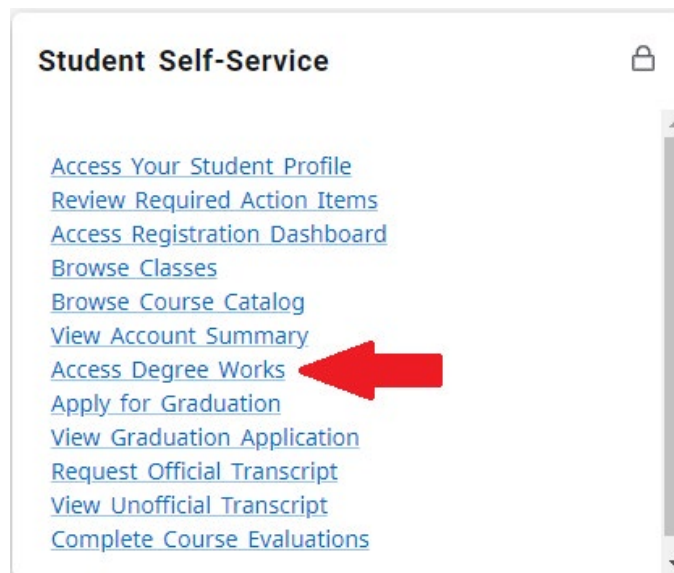 Student Self-Service
Access Your Student Profile
Review Required Action Items
Access Registration Dashboard
Browse Classes
Browse Course Catalog
View Account Summary
Access Degree Works
Apply for Graduation
View Graduation Application
Request Official Transcript
View Unofficial Transcript
Complete Course Evaluations